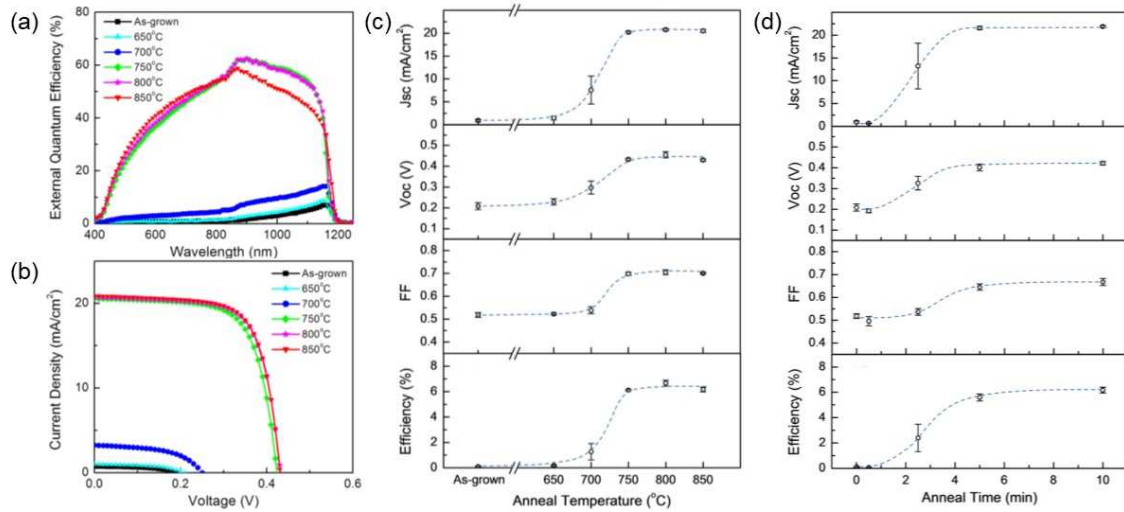 (a)
External Quantum Efficiency (%)
80
60
40
20
0
As-grown
650°C
700°C
750°C
800°C
850°C
400 600 800 1000 1200
Wavelength (nm)
(b)
Current Density (mA/cm²)
20
10
0
As-grown
650°C
700°C
750°C
800°C
850°C
0.0 0.2 0.4 0.6
Voltage (V)
(c)
Jsc (mA/cm²)
20
15
10
5
0
Voc (V)
0.5
0.4
0.3
0.2
0.1
FF
0.8
0.7
0.6
0.5
0.4
Efficiency (%)
8
6
4
2
0
As-grown 650 700 750 800 850
Anneal Temperature (°C)
(d)
Jsc (mA/cm²)
20
15
10
5
0
Voc (V)
0.5
0.4
0.3
0.2
0.1
FF
0.8
0.7
0.6
0.5
Efficiency (%)
8
6
4
2
0
0 2 4 6 8 10
Anneal Time (min)